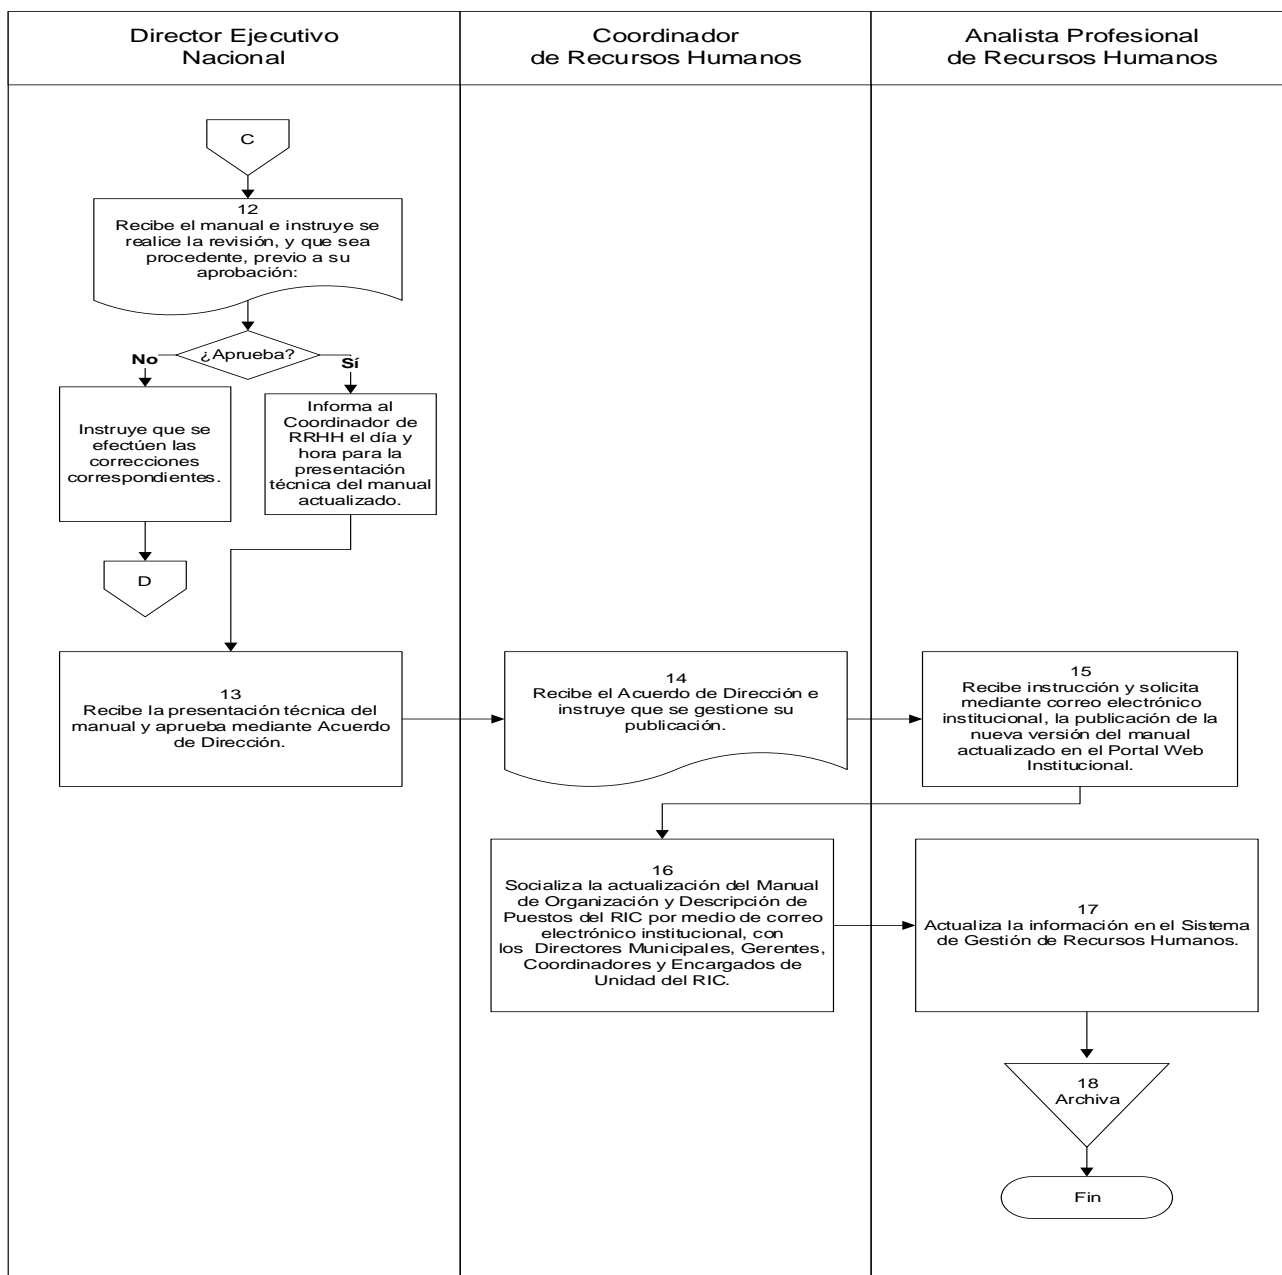 Director Ejecutivo
Nacional
Coordinador
de Recursos Humanos
Analista Profesional
de Recursos Humanos
C
12
Recibe el manual e instruye se
realice la revisión, y que sea
procedente, previo a su
aprobación:
¿Aprueba?
No
Sí
Instruye que se
efectúen las
correcciones
correspondientes.
Informa al
Coordinador de
RRHH el día y
hora para la
presentación
técnica del manual
actualizado.
D
13
Recibe la presentación técnica del
manual y aprueba mediante Acuerdo
de Dirección.
14
Recibe el Acuerdo de Dirección e
instruye que se gestione su
publicación.
15
Recibe instrucción y solicita
mediante correo electrónico
institucional, la publicación de la
nueva versión del manual
actualizado en el Portal Web
Institucional.
16
Socializa la actualización del Manual
de Organización y Descripción de
Puestos del RIC por medio de correo
electrónico institucional, con
los Directores Municipales, Gerentes,
Coordinadores y Encargados de
Unidad del RIC.
17
Actualiza la información en el Sistema
de Gestión de Recursos Humanos.
18
Archiva
Fin